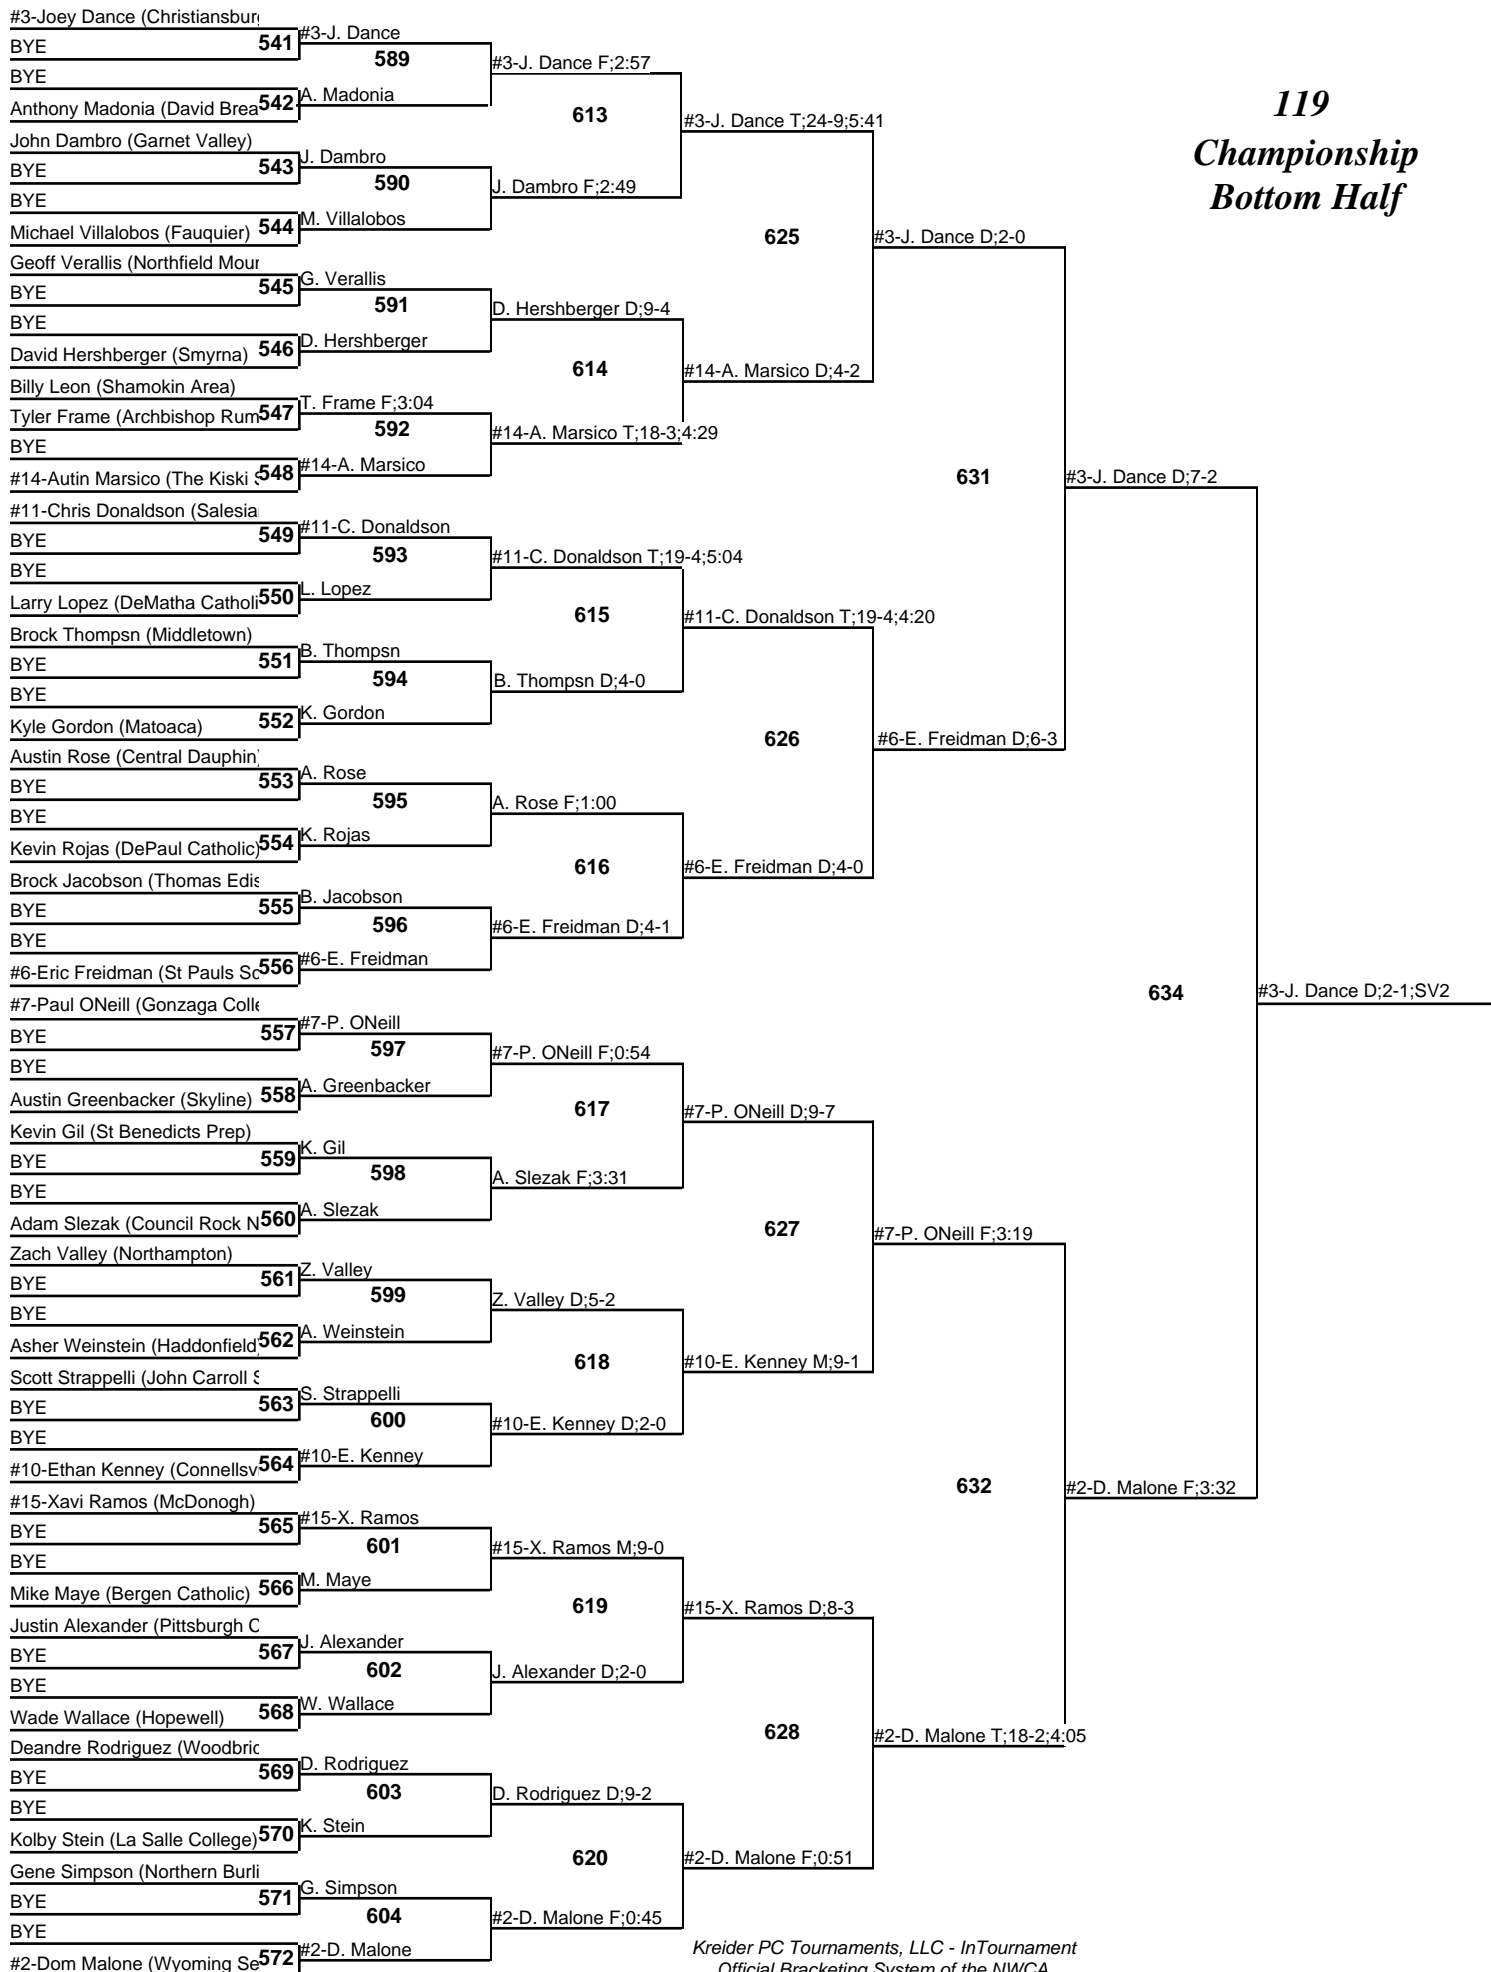 #3-Joey Dance (Christiansburg
BYE
541
BYE
Anthony Madonia (David Brea
542
John Dambro (Garnet Valley)
BYE
543
BYE
Michael Villalobos (Fauquier)
544
Geoff Verallis (Northfield Mour
BYE
545
BYE
David Hershberger (Smyrna)
546
Billy Leon (Shamokin Area)
Tyler Frame (Archbishop Rum
547
BYE
#14-Autin Marsico (The Kiski S
548
#11-Chris Donaldson (Salesia
BYE
549
BYE
Larry Lopez (DeMatha Catholi
550
Brock Thompsn (Middletown)
BYE
551
BYE
Kyle Gordon (Matoaca)
552
Austin Rose (Central Dauphin)
BYE
553
BYE
Kevin Rojas (DePaul Catholic)
554
Brock Jacobson (Thomas Edis
BYE
555
BYE
#6-Eric Freidman (St Pauls Sc
556
#7-Paul ONeill (Gonzaga Colle
BYE
557
BYE
Austin Greenbacker (Skyline)
558
Kevin Gil (St Benedicts Prep)
BYE
559
BYE
Adam Slezak (Council Rock N
560
Zach Valley (Northampton)
BYE
561
BYE
Asher Weinstein (Haddonfield)
562
Scott Strappelli (John Carroll S
BYE
563
BYE
#10-Ethan Kenney (Connellsv
564
#15-Xavi Ramos (McDonogh)
BYE
565
BYE
Mike Maye (Bergen Catholic)
566
Justin Alexander (Pittsburgh C
BYE
567
BYE
Wade Wallace (Hopewell)
568
Deandre Rodriguez (Woodbric
BYE
569
BYE
Kolby Stein (La Salle College)
570
Gene Simpson (Northern Burli
BYE
571
BYE
#2-Dom Malone (Wyoming Se
572
#3-J. Dance
589
A. Madonia
J. Dambro
590
M. Villalobos
G. Verallis
591
D. Hershberger
T. Frame F;3:04
592
#14-A. Marsico
#11-C. Donaldson
593
L. Lopez
B. Thompsn
594
K. Gordon
A. Rose
595
K. Rojas
B. Jacobson
596
#6-E. Freidman
#7-P. ONeill
597
A. Greenbacker
K. Gil
598
A. Slezak
Z. Valley
599
A. Weinstein
S. Strappelli
600
#10-E. Kenney
#15-X. Ramos
601
M. Maye
J. Alexander
602
W. Wallace
D. Rodriguez
603
K. Stein
G. Simpson
604
#2-D. Malone
#3-J. Dance F;2:57
613
J. Dambro F;2:49
D. Hershberger D;9-4
614
#14-A. Marsico T;18-3;4:29
#11-C. Donaldson T;19-4;5:04
615
B. Thompsn D;4-0
A. Rose F;1:00
616
#6-E. Freidman D;4-1
#7-P. ONeill F;0:54
617
A. Slezak F;3:31
Z. Valley D;5-2
618
#10-E. Kenney D;2-0
#15-X. Ramos M;9-0
619
J. Alexander D;2-0
D. Rodriguez D;9-2
620
#2-D. Malone F;0:45
#3-J. Dance T;24-9;5:41
625
#14-A. Marsico D;4-2
#11-C. Donaldson T;19-4;4:20
626
#6-E. Freidman D;4-0
#7-P. ONeill D;9-7
627
#10-E. Kenney M;9-1
#15-X. Ramos D;8-3
628
#2-D. Malone F;0:51
#3-J. Dance D;2-0
631
#6-E. Freidman D;6-3
#7-P. ONeill F;3:19
632
#2-D. Malone T;18-2;4:05
#3-J. Dance D;7-2
634
#2-D. Malone F;3:32
#3-J. Dance D;2-1;SV2
119
Championship
Bottom Half
Kreider PC Tournaments, LLC - InTournament
Official Bracketing System of the NWCA